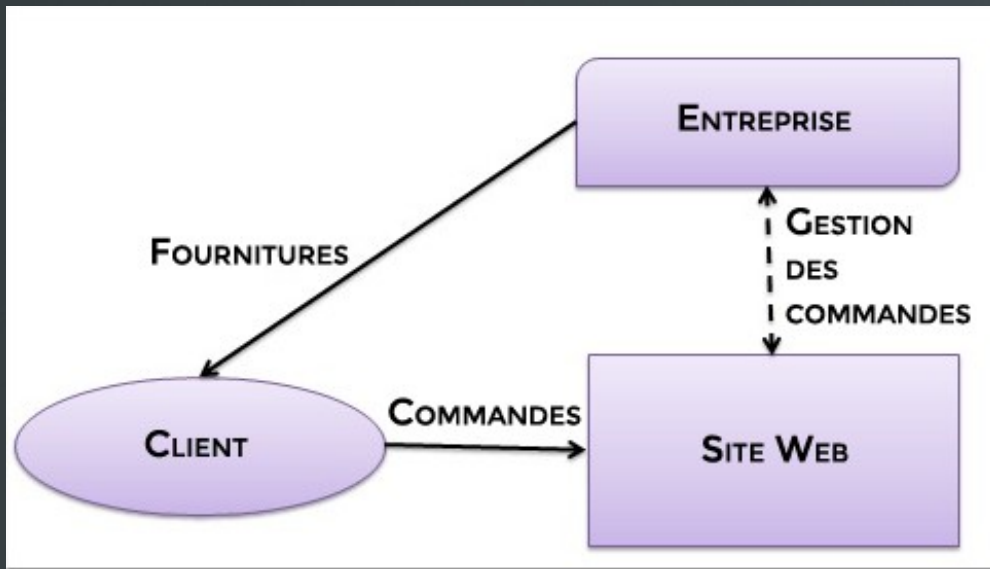 Entreprise
Gestion
des
commandes
Fournitures
Commandes
Client
Site Web